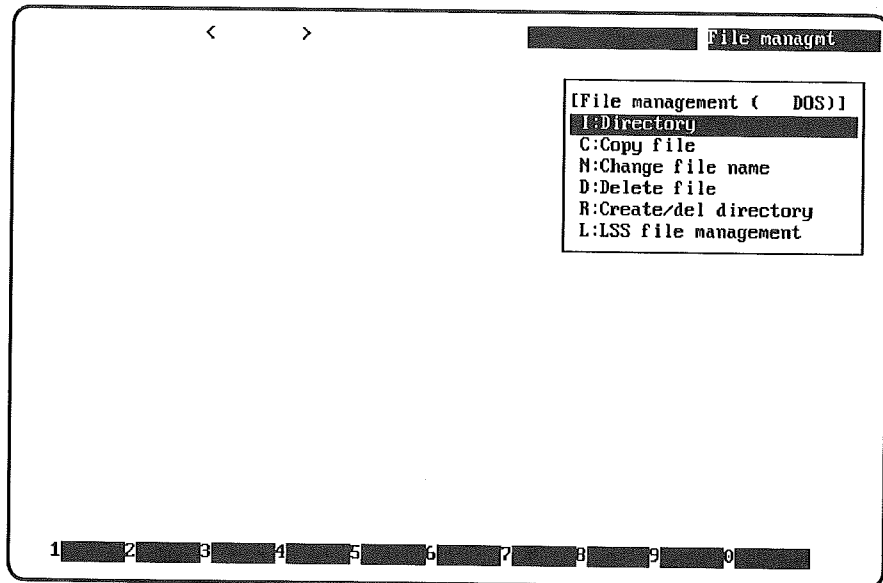 < > File managmt
[File management ( DOS)]
I:Directory
C:Copy file
N:Change file name
D:Delete file
R:Create/del directory
L:LSS file management
1 2 3 4 5 6 7 8 9 0